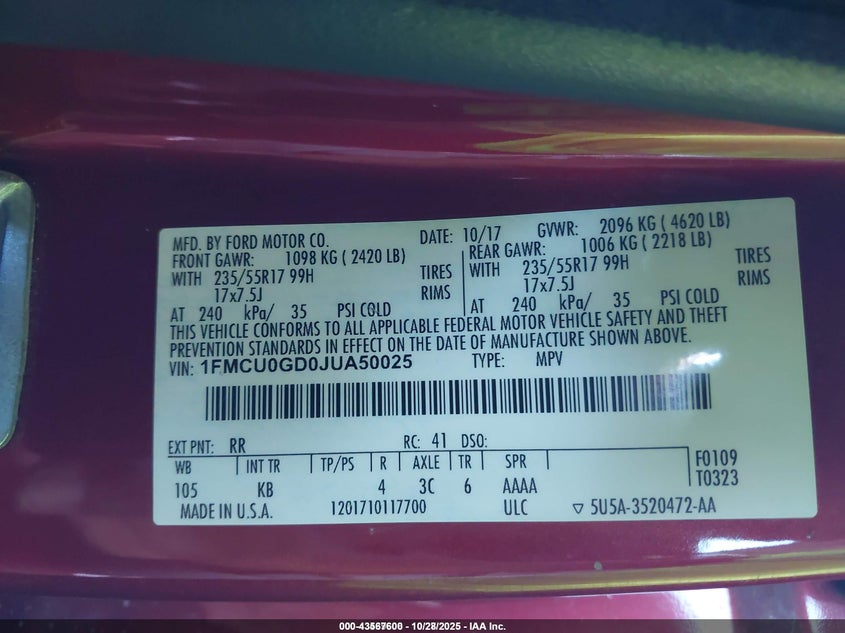 MFD. BY FORD MOTOR CO. DATE: 10/17 GVWR: 2096 KG ( 4620 LB)
FRONT GAWR: 1098 KG ( 2420 LB) REAR GAWR: 1006 KG ( 2218 LB)
WITH 235/55R17 99H TIRES WITH 235/55R17 99H TIRES
17x7.5J RIMS 17x7.5J RIMS
AT 240 kPa/ 35 PSI COLD AT 240 kPa/ 35 PSI COLD
THIS VEHICLE CONFORMS TO ALL APPLICABLE FEDERAL MOTOR VEHICLE SAFETY AND THEFT
PREVENTION STANDARDS IN EFFECT ON THE DATE OF MANUFACTURE SHOWN ABOVE.
VIN: 1FMCU0GD0JUA50025 TYPE: MPV
EXT PNT: RR RC: 41 DSO:
WB INT TR TP/PS R AXLE TR SPR F0109
105 KB 4 3C 6 AAAA T0323
MADE IN U.S.A. 1201710117700 ULC ▽ 5U5A-3520472-AA
10/28/2025 - IAA Inc.